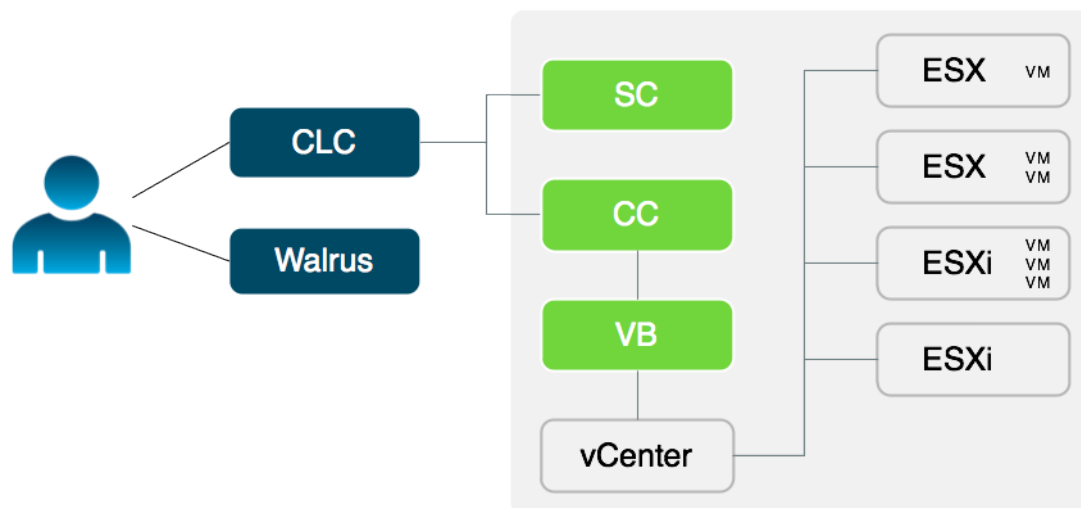 CLC
Walrus
SC
CC
VB
vCenter
ESX VM
ESX VM
VM
ESXi VM
VM
VM
ESXi